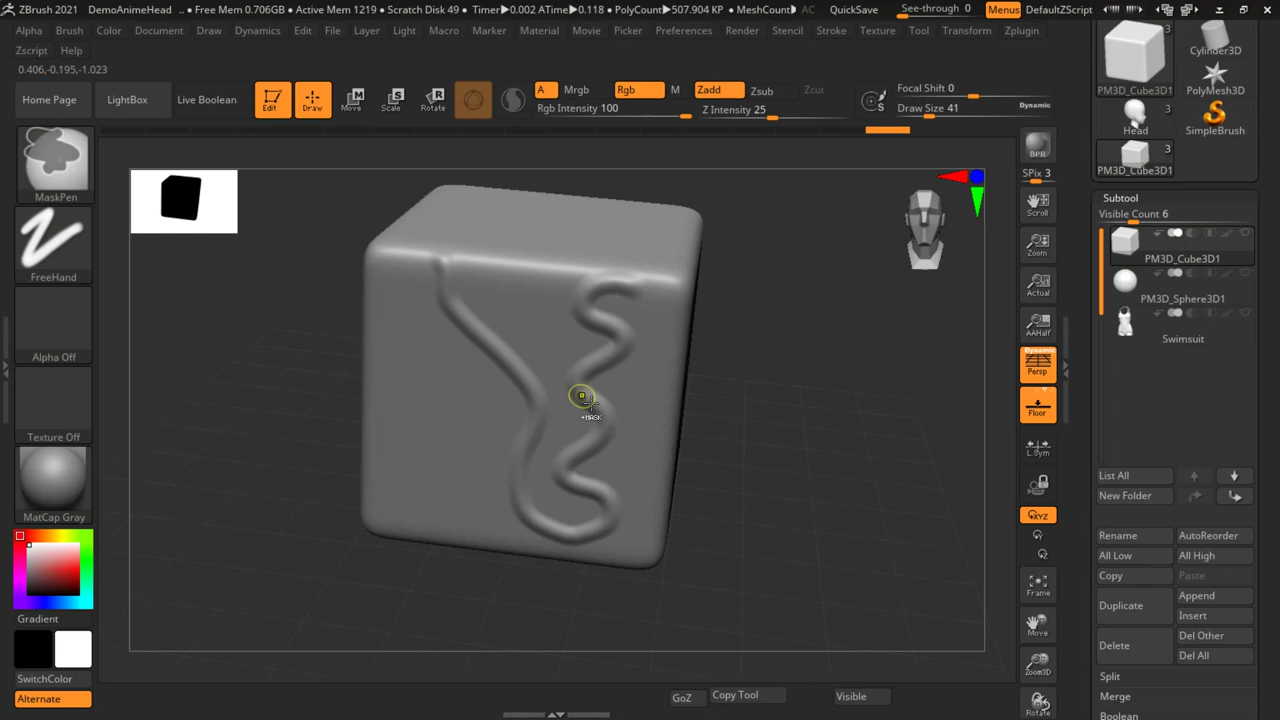 ZBrush 2021 DemoAnimeHead • Free Mem 0.706GB • Active Mem 1219 • Scratch Disk 49 • Timer▶0.002 ATime▶0.118 • PolyCount▶507.904 KP • MeshCount▶ AC QuickSave See-through 0 Menus DefaultZScript
Alpha Brush Color Document Draw Dynamics Edit File Layer Light Macro Marker Material Movie Picker Preferences Render Stencil Stroke Texture Tool Transform Zplugin
Zscript Help
0.406,-0.195,-1.023
Home Page LightBox Live Boolean Edit Draw Move Scale Rotate
A Mrgb Rgb M Zadd Zsub Zcut
Rgb Intensity 100 Z Intensity 25
S Focal Shift 0
Draw Size 41 Dynamic
MaskPen
FreeHand
Alpha Off
Texture Off
MatCap Gray
Gradient
SwitchColor
Alternate
+MASK
BPR
SPix 3
Scroll
Zoom
Actual
AAHalf
Dynamic
Persp
Floor
L.Sym
XYZ
Frame
Move
Zoom3D
Rotate
3
PM3D_Cube3D1
Cylinder3D
PolyMesh3D
3
Head
SimpleBrush
3
PM3D_Cube3D1
Subtool
Visible Count 6
PM3D_Cube3D1
PM3D_Sphere3D1
Swimsuit
List All
New Folder
Rename AutoReorder
All Low All High
Copy Paste
Duplicate Append
Insert
Delete Del Other
Del All
Split
Merge
Boolean
GoZ Copy Tool Visible